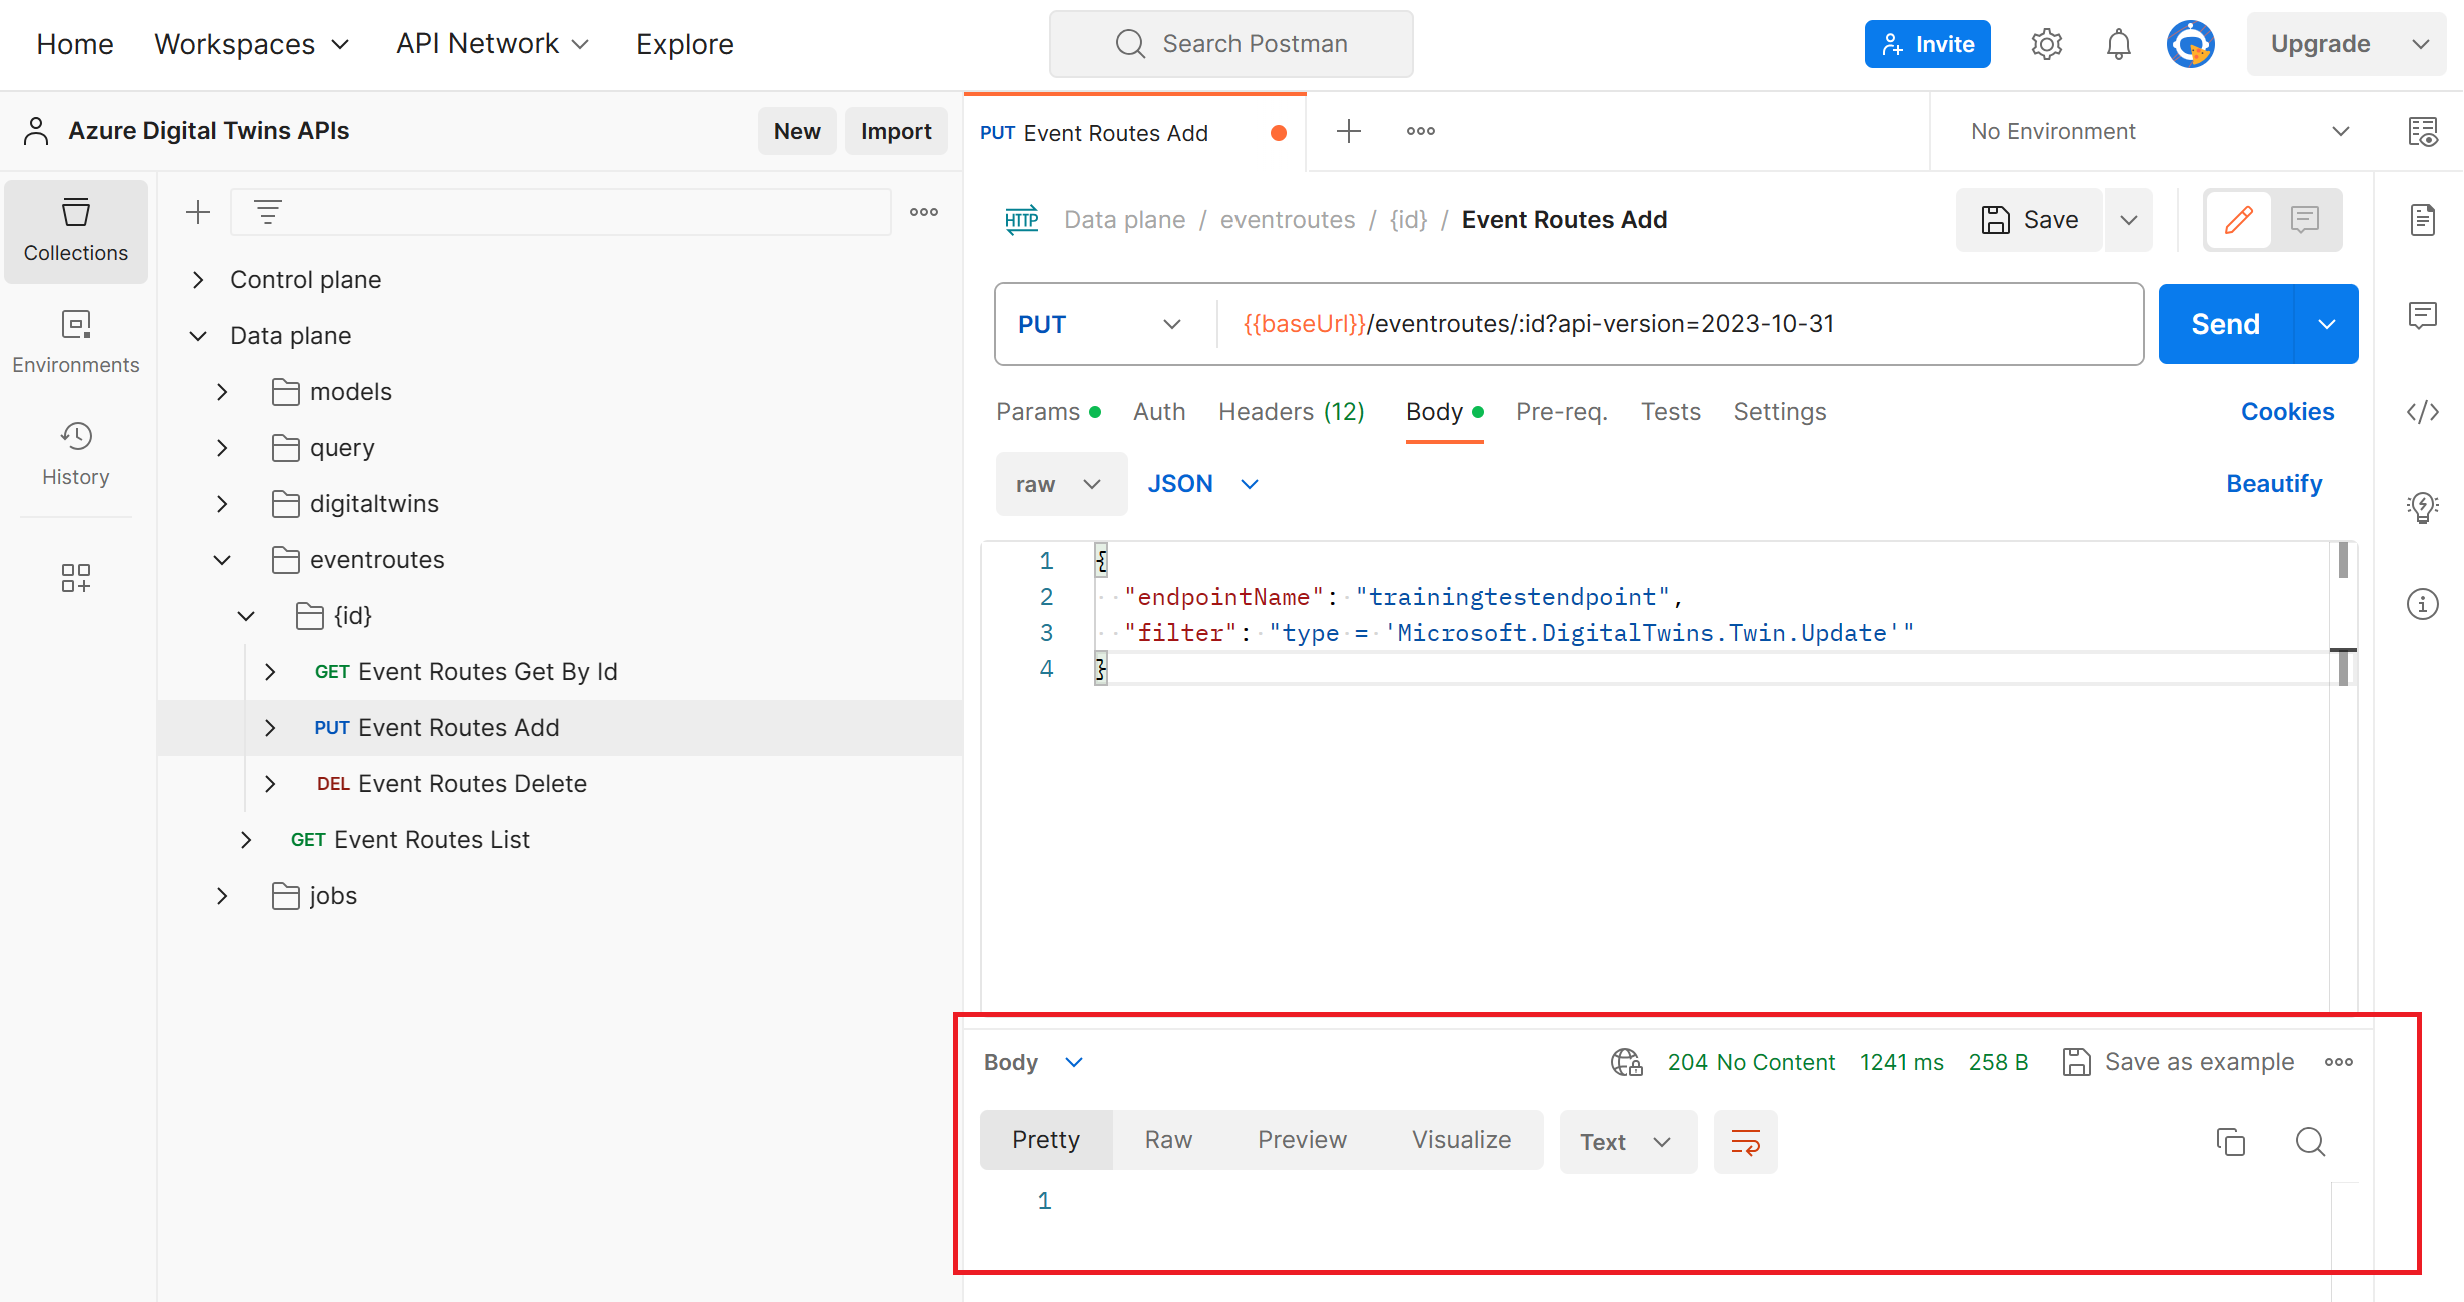 Home Workspaces API Network Explore Search Postman Invite Upgrade
Azure Digital Twins APIs New Import
PUT Event Routes Add No Environment
Collections
Environments
History
Control plane
Data plane
models
query
digitaltwins
eventroutes
{id}
GET Event Routes Get By Id
PUT Event Routes Add
DEL Event Routes Delete
GET Event Routes List
jobs
HTTP Data plane / eventroutes / {id} / Event Routes Add Save
PUT {{baseUrl}}/eventroutes/:id?api-version=2023-10-31 Send
Params Auth Headers (12) Body Pre-req. Tests Settings Cookies
raw JSON Beautify
1 {
2 "endpointName": "trainingtestendpoint",
3 "filter": "type = 'Microsoft.DigitalTwins.Twin.Update'"
4 }
Body 204 No Content 1241 ms 258 B Save as example
Pretty Raw Preview Visualize Text
1